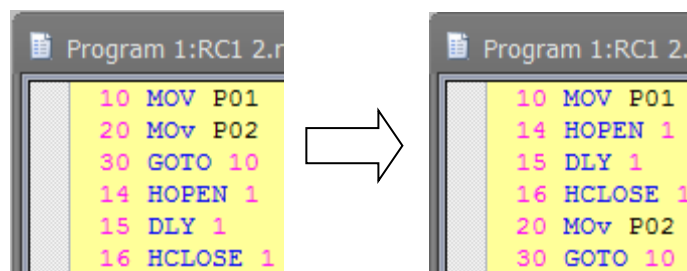 Program 1:RC1 2.r
10 MOV P01
20 MOv P02
30 GOTO 10
14 HOPEN 1
15 DLY 1
16 HCLOSE 1
Program 1:RC1 2.
10 MOV P01
14 HOPEN 1
15 DLY 1
16 HCLOSE 1
20 MOv P02
30 GOTO 10